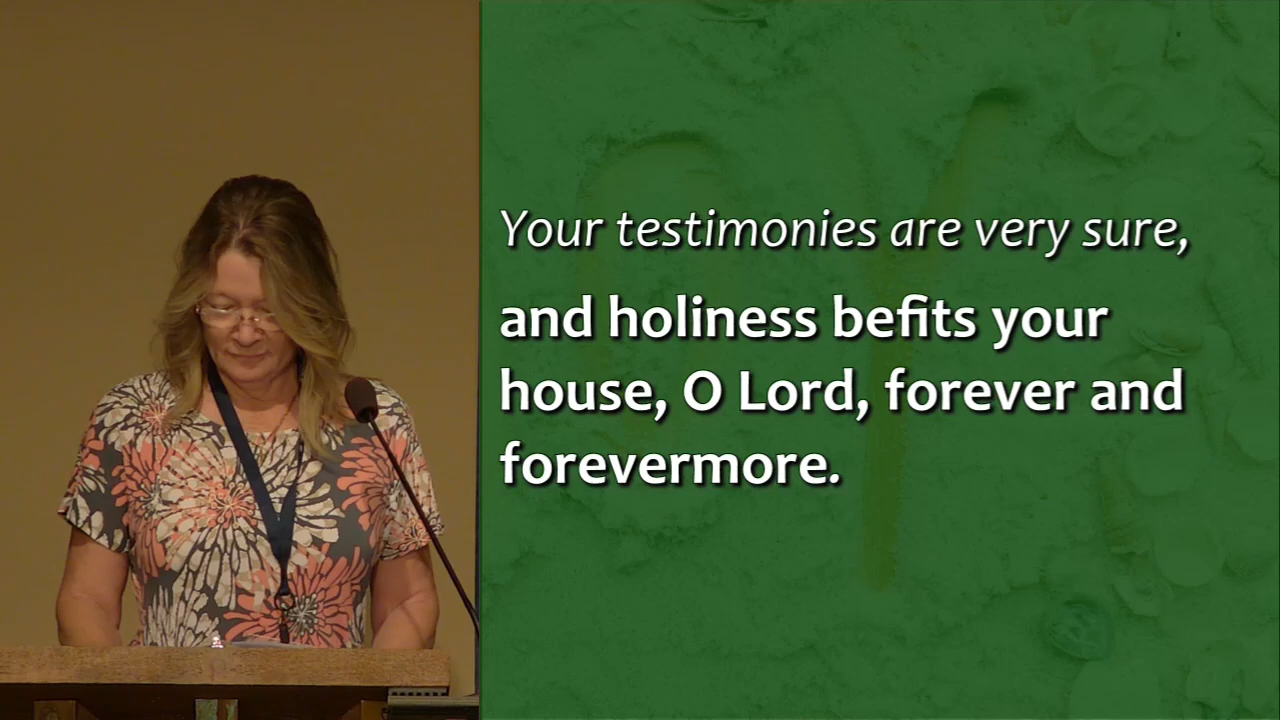 Your testimonies are very sure,
and holiness befits your
house, O Lord, forever and
forevermore.